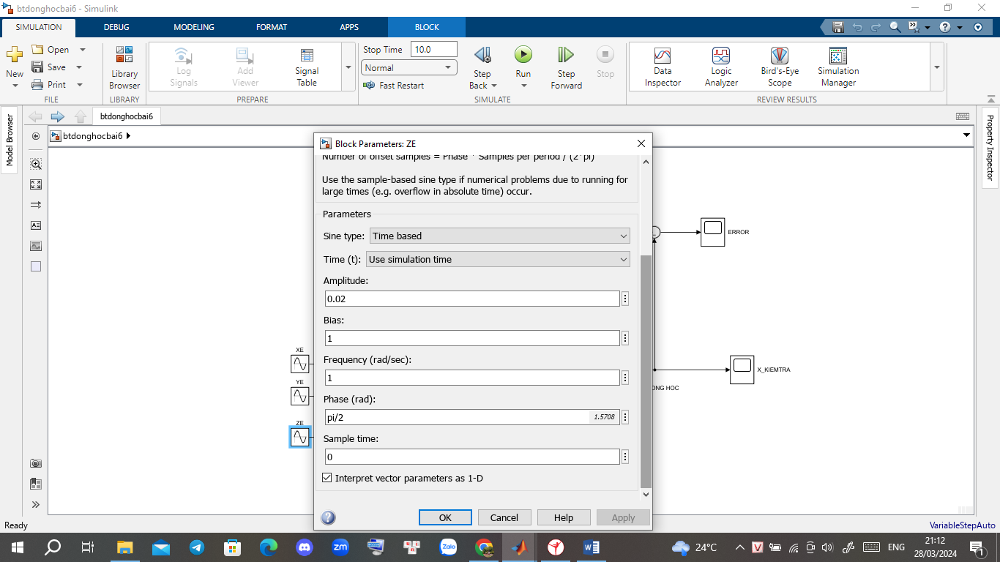 btdonghocbai6 - Simulink
SIMULATION DEBUG MODELING FORMAT APPS BLOCK
New
Open
Save
Print
FILE
Library
Browser
LIBRARY
Log
Signals
Add
Viewer
Signal
Table
PREPARE
Stop Time 10.0
Normal
Fast Restart
Step
Back
Run
Step
Forward
Stop
SIMULATE
Data
Inspector
Logic
Analyzer
Bird's-Eye
Scope
Simulation
Manager
REVIEW RESULTS
Model Browser
btdonghocbai6
btdonghocbai6
Property Inspector
Block Parameters: ZE
Number of offset samples = Phase * Samples per period / (2*pi)
Use the sample-based sine type if numerical problems due to running for
large times (e.g. overflow in absolute time) occur.
Parameters
Sine type: Time based
Time (t): Use simulation time
Amplitude:
0.02
Bias:
1
Frequency (rad/sec):
1
Phase (rad):
pi/2 1.5708
Sample time:
0
Interpret vector parameters as 1-D
OK Cancel Help Apply
XE
YE
ZE
ERROR
X_KIEMTRA
ONG HOC
Ready
VariableStepAuto
zm
Zalo
24°C
ENG
21:12
28/03/2024
1